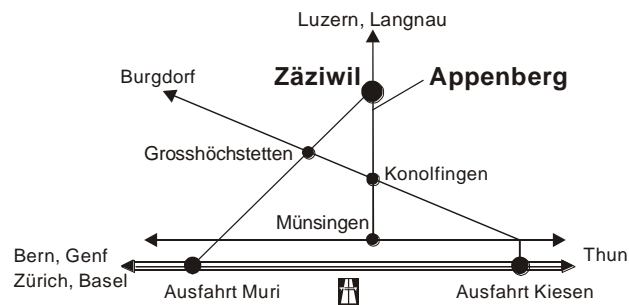 Luzern, Langnau
Zäziwil
Appenberg
Burgdorf
Grosshöchstetten
Konolfingen
Münsingen
Bern, Genf
Zürich, Basel
Thun
Ausfahrt Muri
Ausfahrt Kiesen